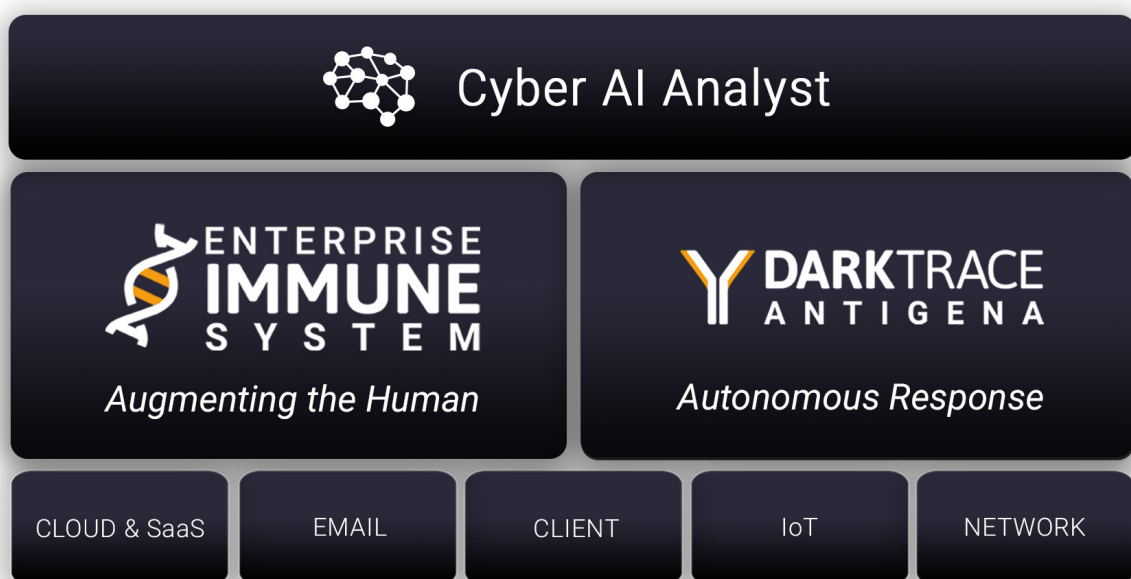 Cyber AI Analyst
ENTERPRISE
IMMUNE
SYSTEM
Augmenting the Human
DARKTRACE
ANTIGENA
Autonomous Response
CLOUD & SaaS
EMAIL
CLIENT
IoT
NETWORK